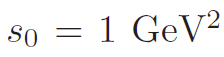 s₀ = 1 GeV²